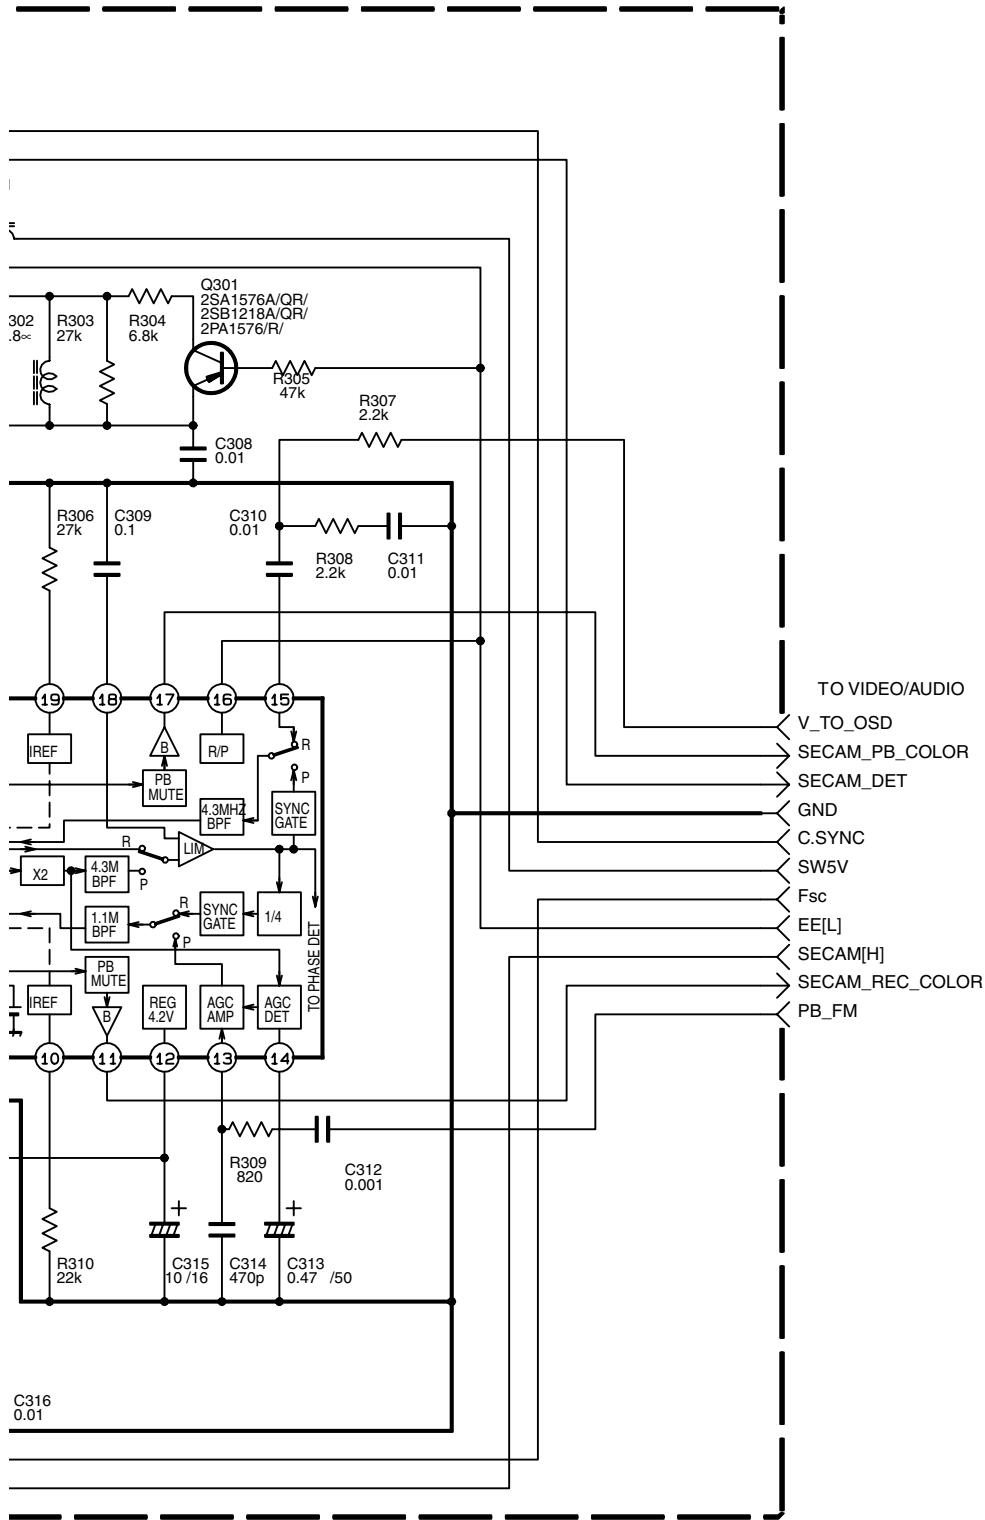 Q301
2SA1576A/QR/
2SB1218A/QR/
2PA1576/R/
302
.8∝
R303
27k
R304
6.8k
R305
47k
R307
2.2k
C308
0.01
R306
27k
C309
0.1
C310
0.01
R308
2.2k
C311
0.01
19
18
17
16
15
IREF
B
PB
MUTE
R/P
R
P
4.3MHZ
BPF
SYNC
GATE
R
LIM
X2
4.3M
BPF
P
1.1M
BPF
R
SYNC
GATE
1/4
P
TO PHASE DET
PB
MUTE
IREF
B
REG
4.2V
AGC
AMP
AGC
DET
10
11
12
13
14
TO VIDEO/AUDIO
V_TO_OSD
SECAM_PB_COLOR
SECAM_DET
GND
C.SYNC
SW5V
Fsc
EE[L]
SECAM[H]
SECAM_REC_COLOR
PB_FM
R309
820
C312
0.001
+
+
R310
22k
C315
10 /16
C314
470p
C313
0.47 /50
C316
0.01